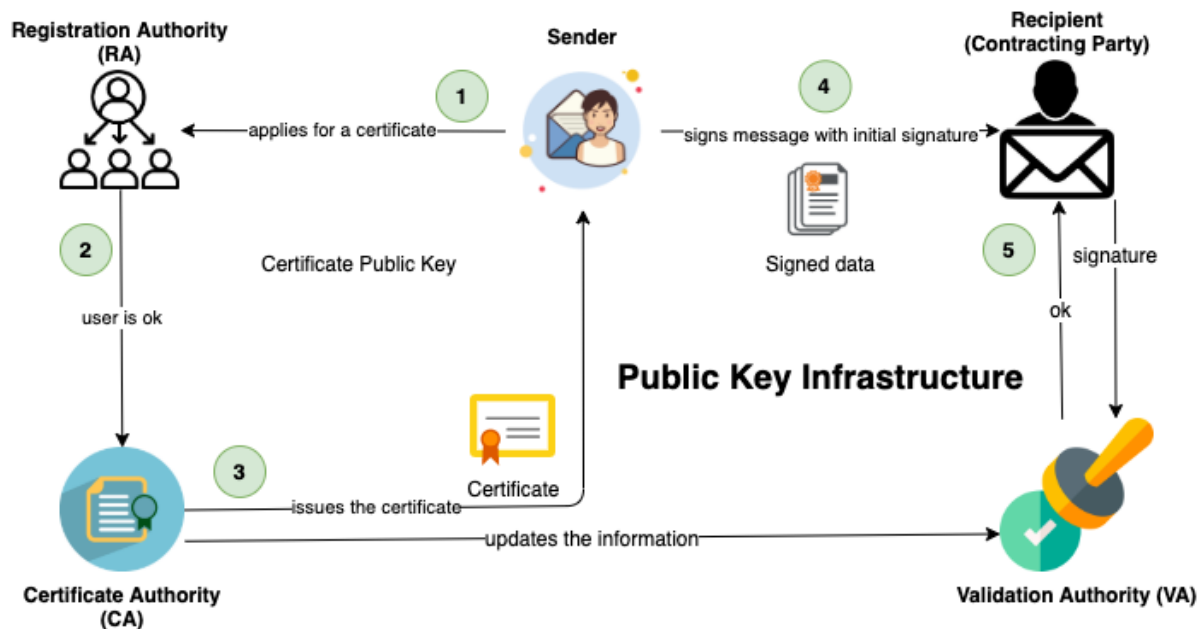 Registration Authority
(RA)
Sender
Recipient
(Contracting Party)
1
4
applies for a certificate
signs message with initial signature
2
Certificate Public Key
Signed data
5
signature
user is ok
ok
Public Key Infrastructure
3
Certificate
issues the certificate
updates the information
Certificate Authority
(CA)
Validation Authority (VA)